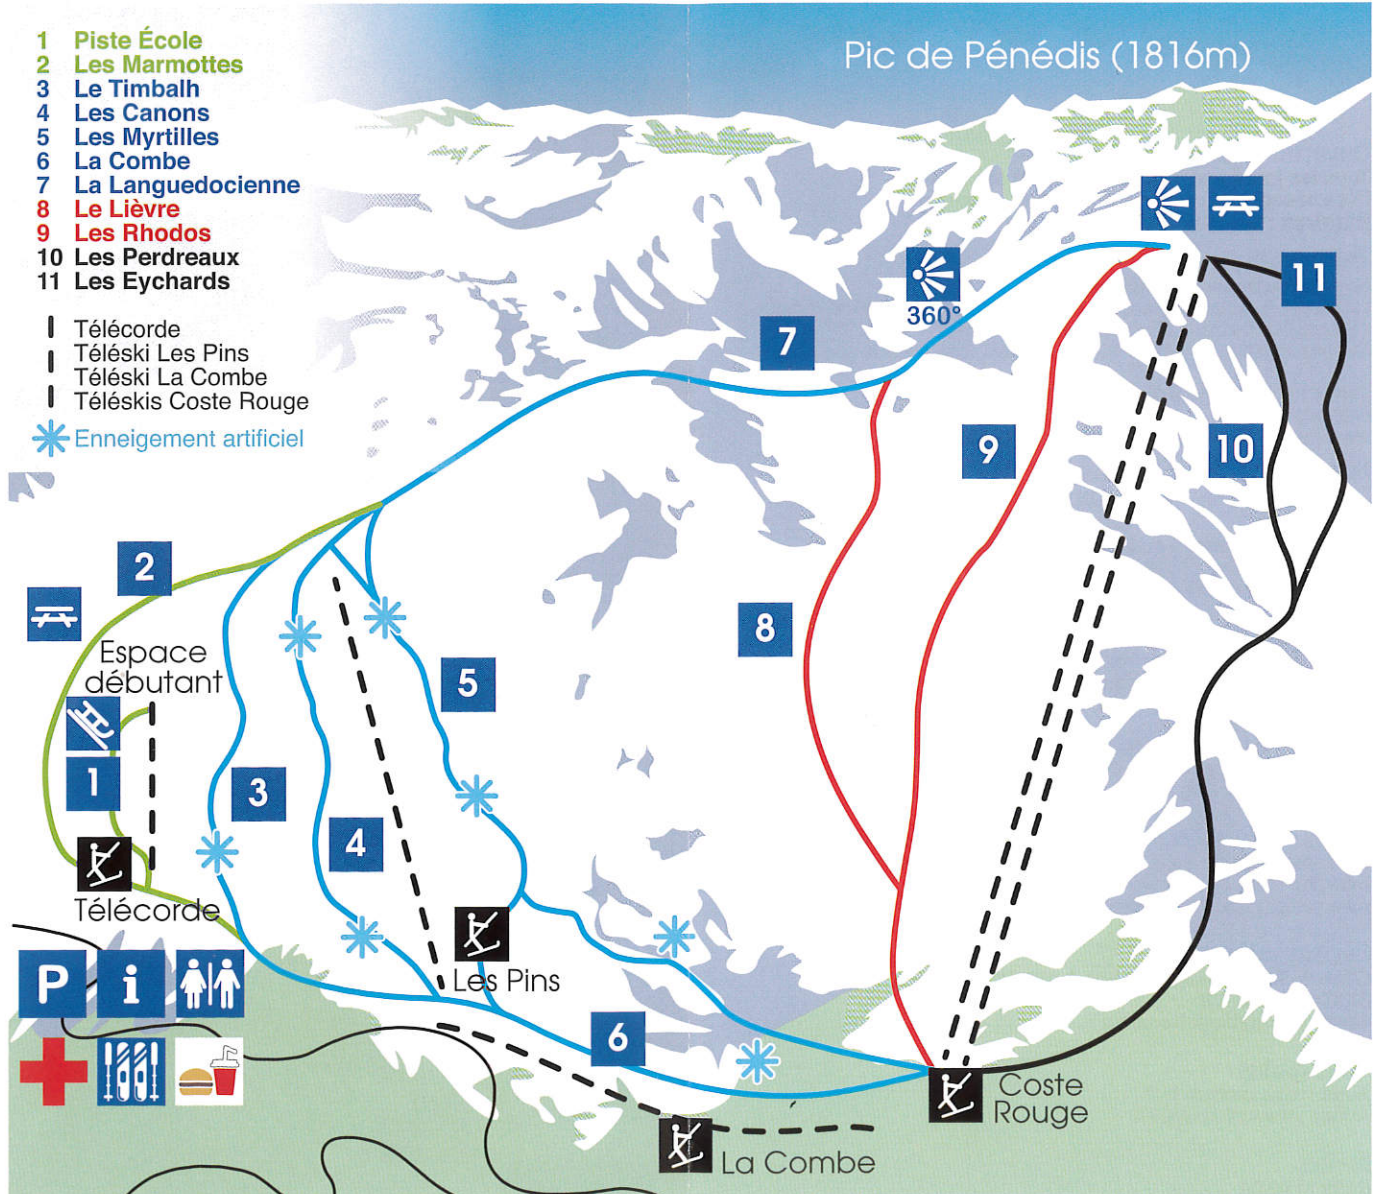 1 Piste École
2 Les Marmottes
3 Le Timbalh
4 Les Canons
5 Les Myrtilles
6 La Combe
7 La Languedocienne
8 Le Lièvre
9 Les Rhodos
10 Les Perdreaux
11 Les Eychards
Télécorde
Téléski Les Pins
Téléski La Combe
Téléskis Coste Rouge
Enneigement artificiel
Pic de Pénédis (1816m)
360°
11
7
10
9
2
8
Espace
débutant
5
1
3
4
Télécorde
Les Pins
P
i
6
Coste
Rouge
La Combe